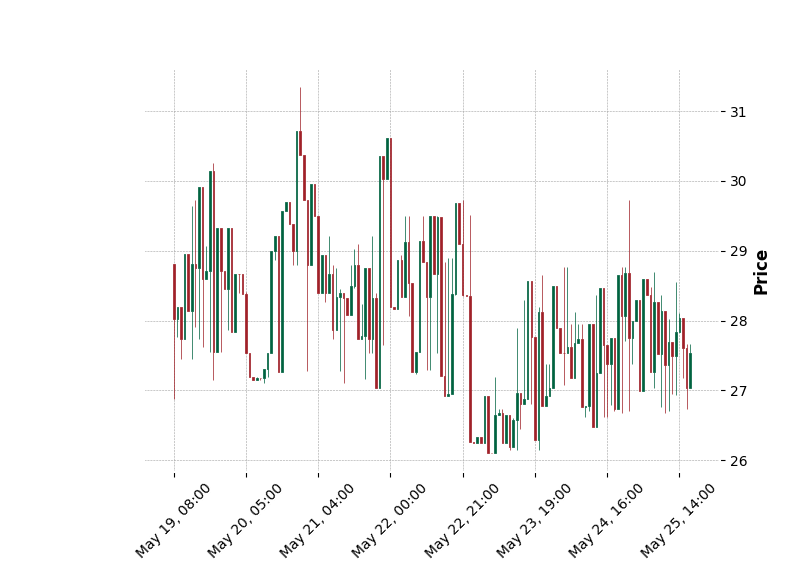 31
30
29
28
27
26
Price
May 19, 08:00
May 20, 05:00
May 21, 04:00
May 22, 00:00
May 22, 21:00
May 23, 19:00
May 24, 16:00
May 25, 14:00